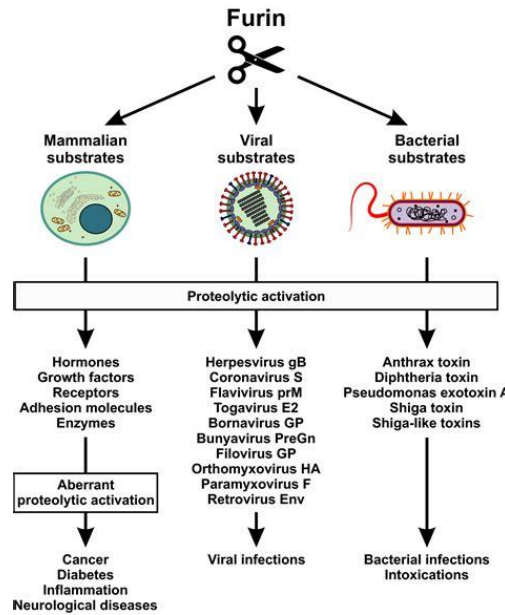 Furin
Mammalian
substrates
Viral
substrates
Bacterial
substrates
Proteolytic activation
Hormones
Growth factors
Receptors
Adhesion molecules
Enzymes
Herpesvirus gB
Coronavirus S
Flavivirus prM
Togavirus E2
Bornavirus GP
Bunyavirus PreGn
Filovirus GP
Orthomyxovirus HA
Paramyxovirus F
Retrovirus Env
Anthrax toxin
Diphtheria toxin
Pseudomonas exotoxin A
Shiga toxin
Shiga-like toxins
Aberrant
proteolytic activation
Cancer
Diabetes
Inflammation
Neurological diseases
Viral infections
Bacterial infections
Intoxications